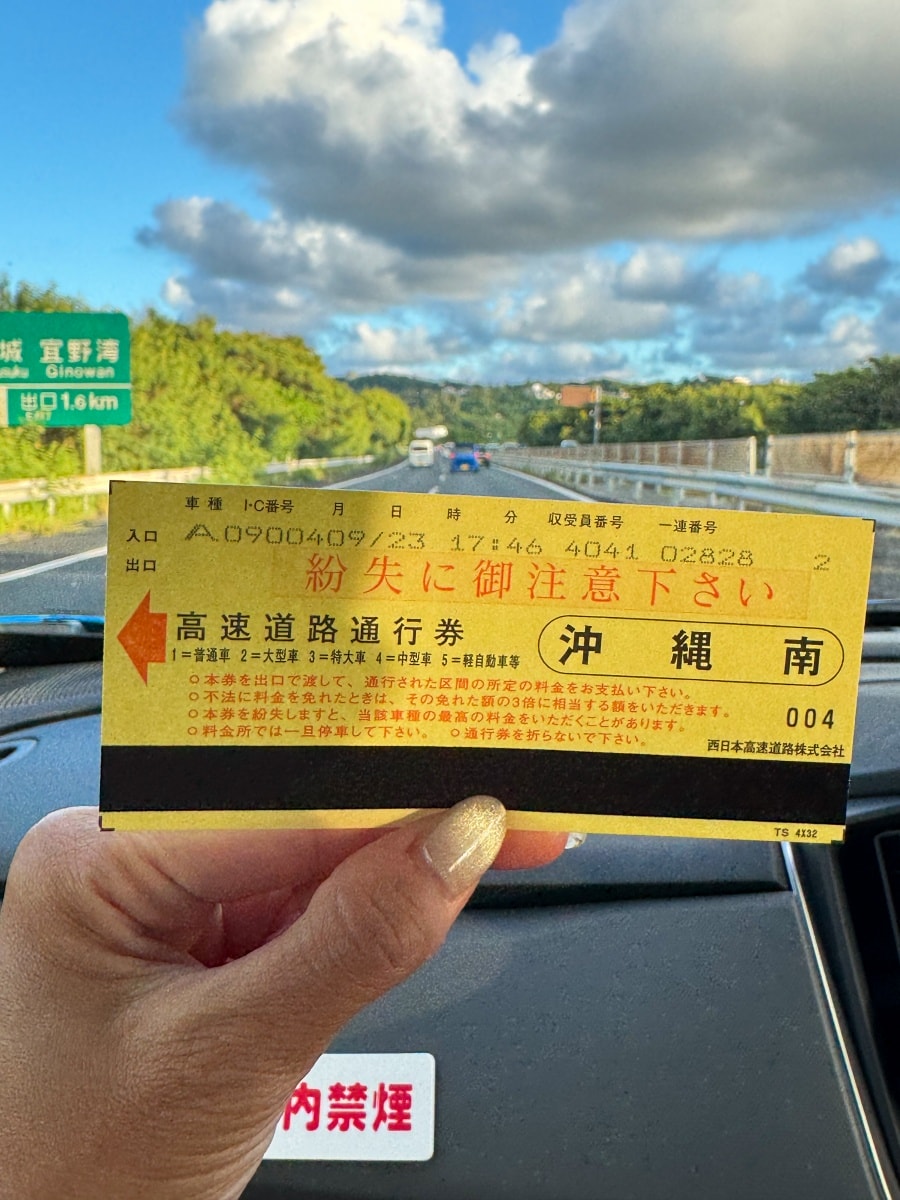 城 宜野湾
Ginowan
出口 1.6km
EXIT
車種 I・C番号 月 日 時 分 収受員番号 一連番号
入口 A.0900409/23 17:46 4041 02828 2
出口 紛失に御注意下さい
高速道路通行券
沖縄南
1=普通車 2=大型車 3=特大車 4=中型車 5=軽自動車等
○本券を出口で渡して、通行された区間の所定の料金をお支払い下さい。
○不法に料金を免れたときは、その免れた額の3倍に相当する額をいただきます。
○本券を紛失しますと、当該車種の最高の料金をいただくことがあります。
○料金所では一旦停車して下さい。 ○通行券を折らないで下さい。
004
西日本高速道路株式会社
TS 4X32
内禁煙